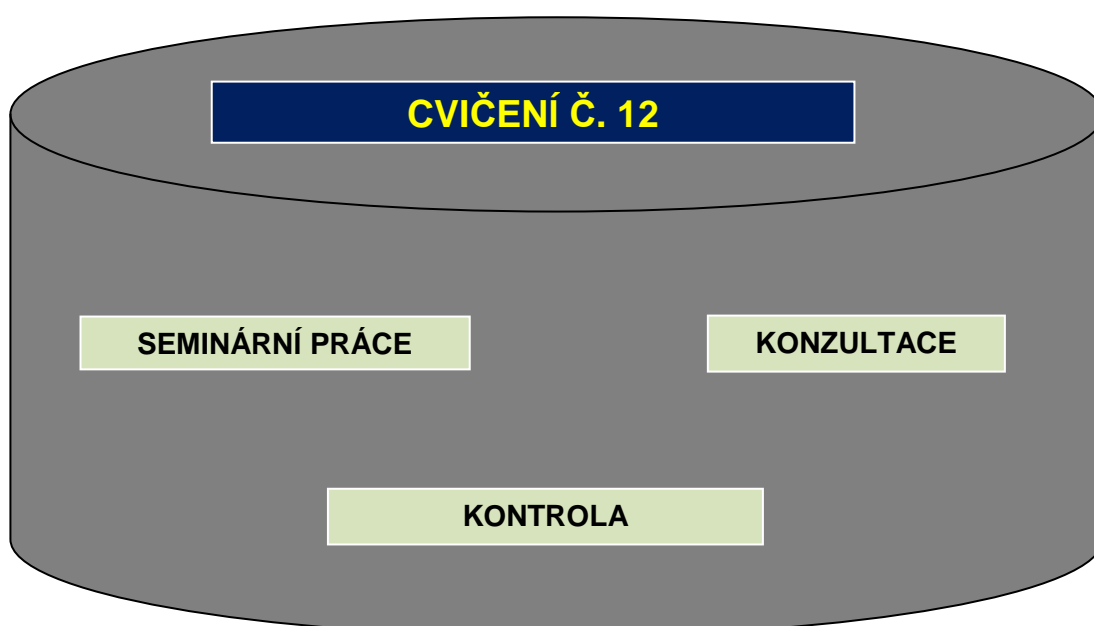 CVIČENÍ Č. 12
SEMINÁRNÍ PRÁCE
KONZULTACE
KONTROLA